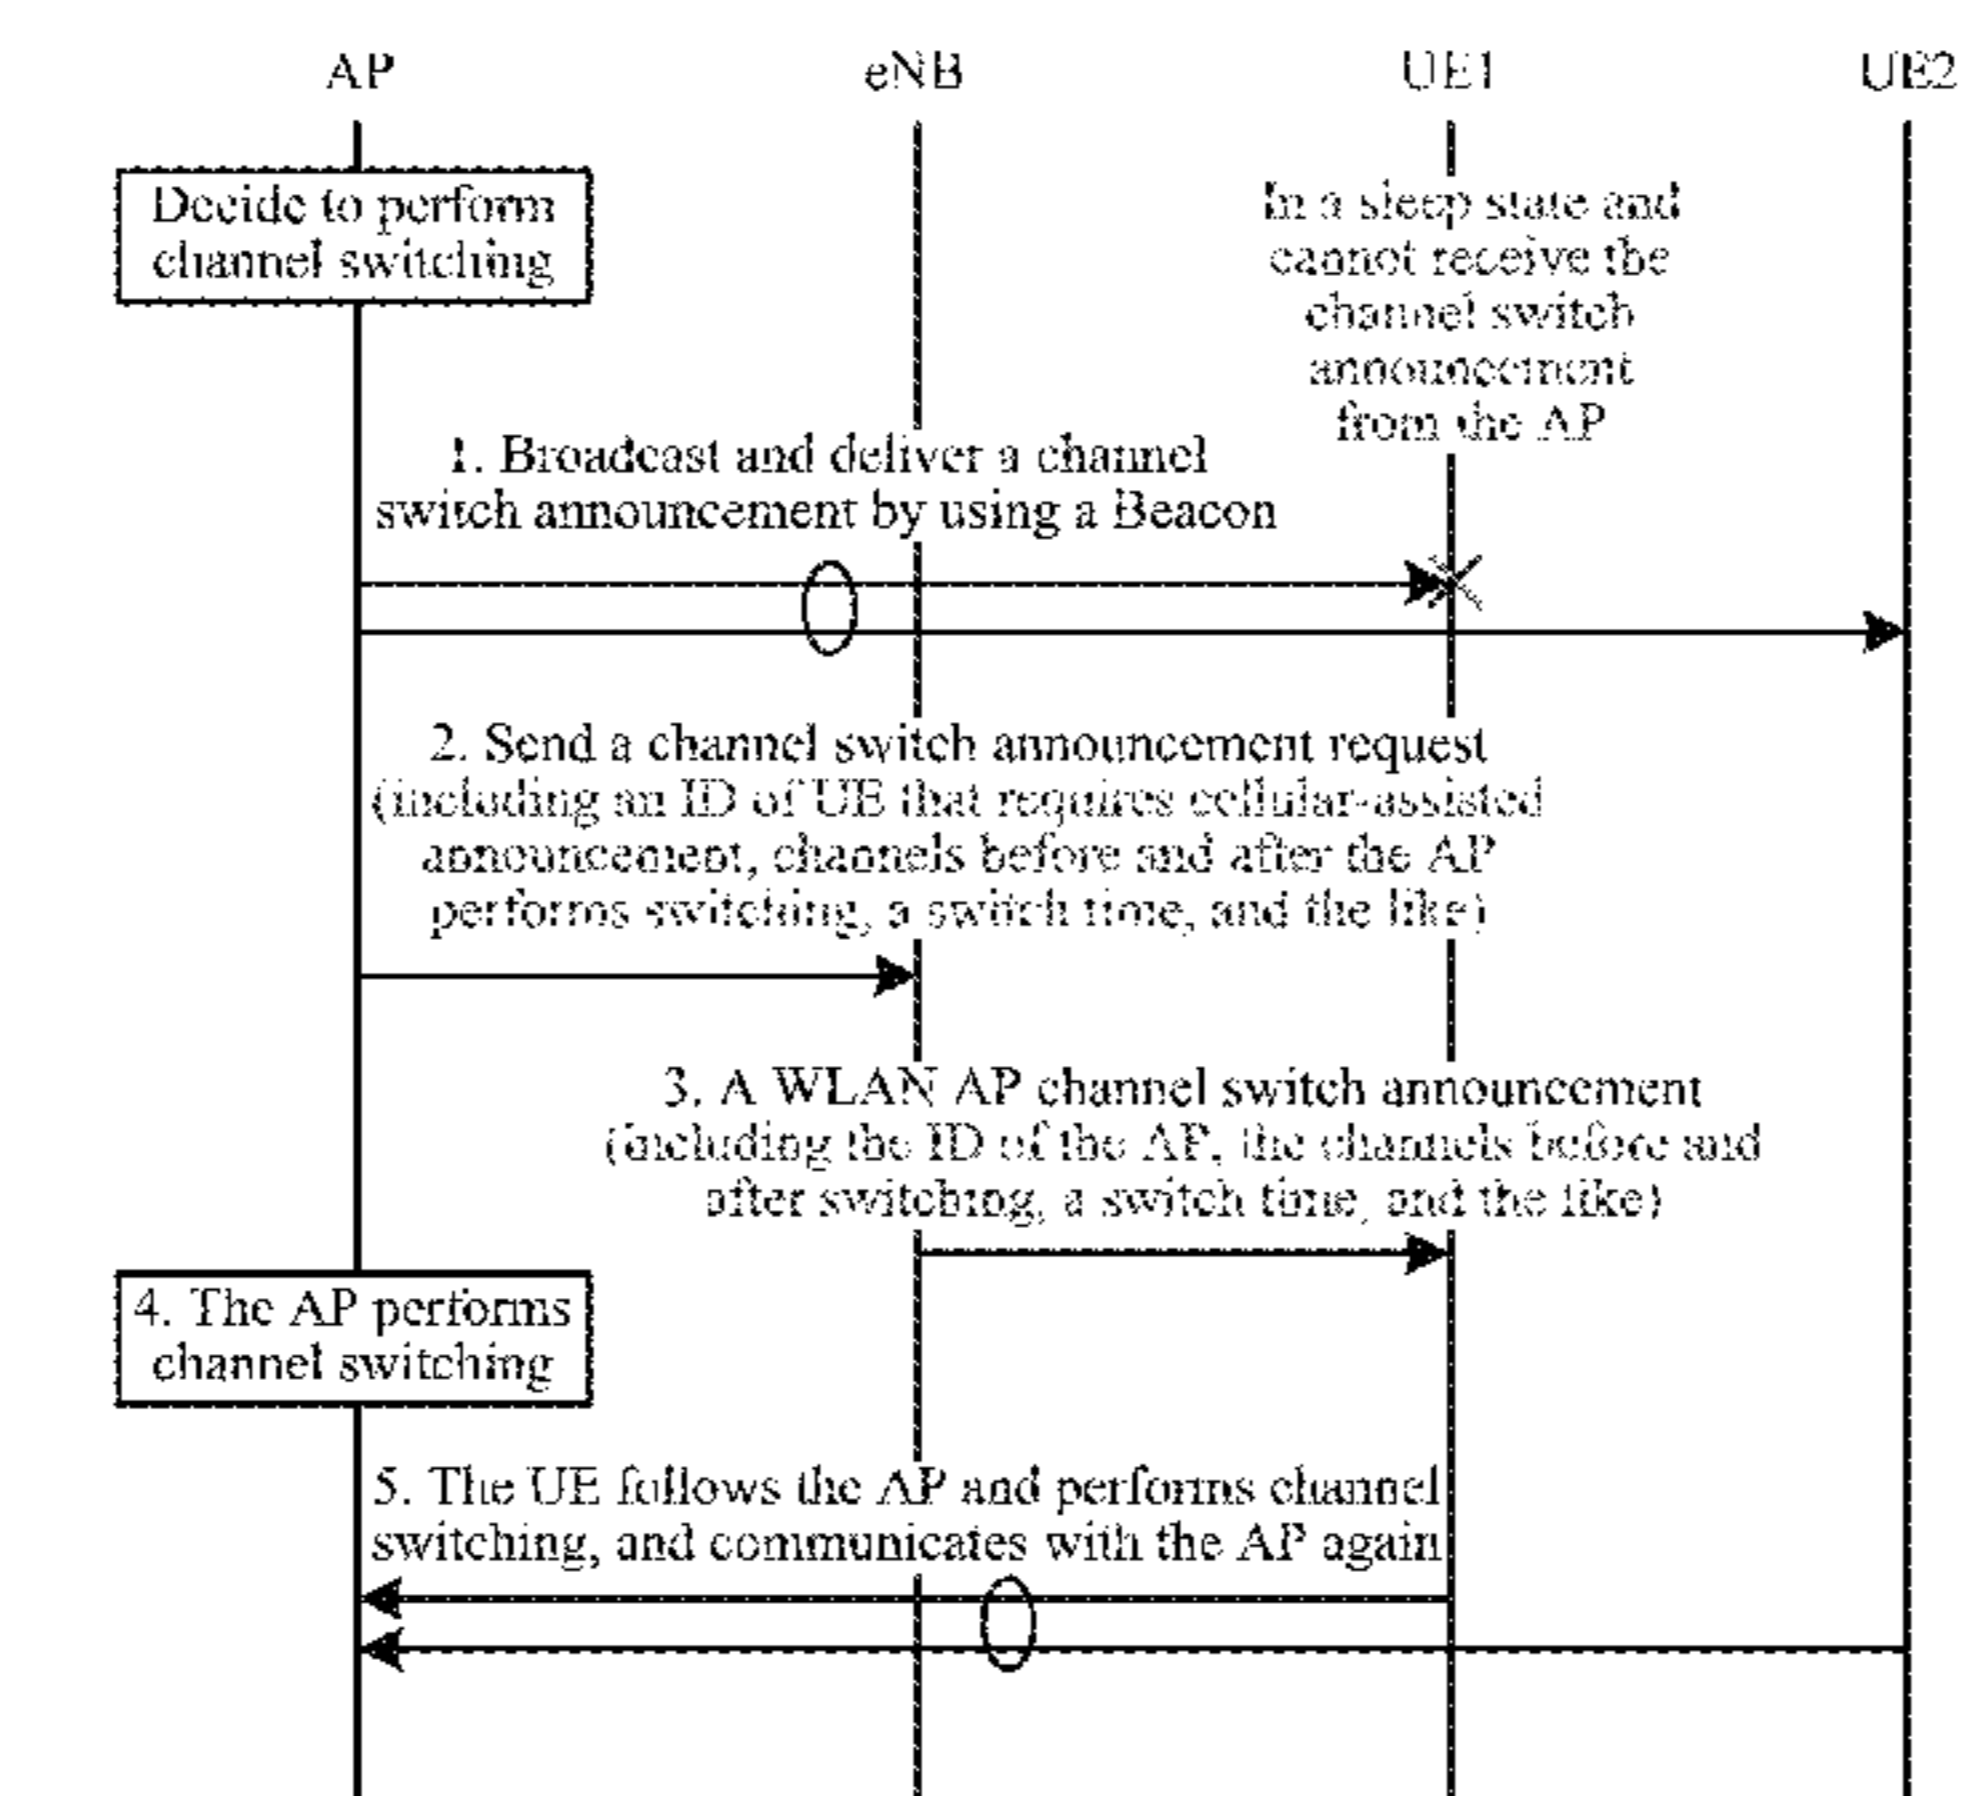 AP
eNB
UE1
UE2
Decide to perform
channel switching
In a sleep state and
cannot receive the
channel switch
announcement
from the AP
1. Broadcast and deliver a channel
switch announcement by using a Beacon
2. Send a channel switch announcement request
(including an ID of UE that requires cellular-assisted
announcement, channels before and after the AP
performs switching, a switch time, and the like)
3. A WLAN AP channel switch announcement
(including the ID of the AP, the channels before and
after switching, a switch time, and the like)
4. The AP performs
channel switching
5. The UE follows the AP and performs channel
switching, and communicates with the AP again